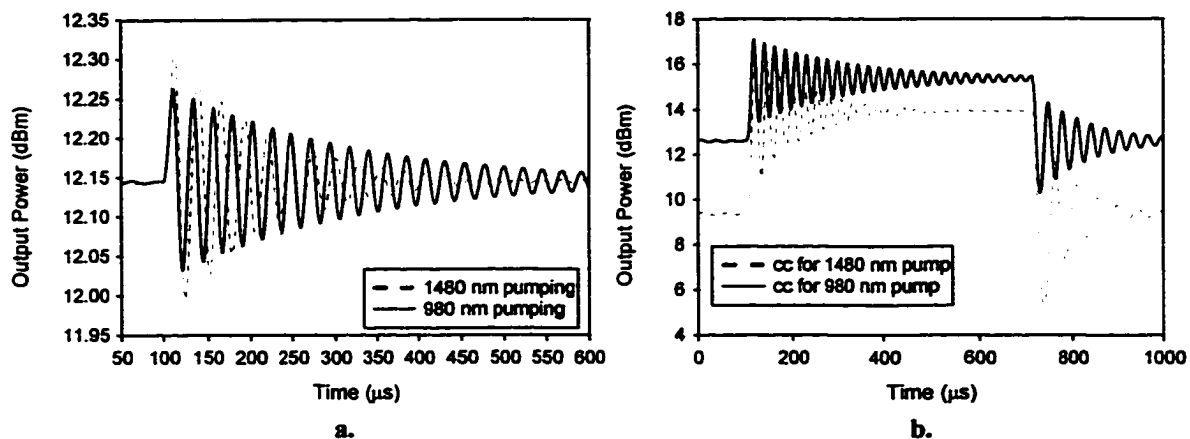 12.35
12.30
12.25
12.20
12.15
12.10
12.05
12.00
11.95
Output Power (dBm)
50 100 150 200 250 300 350 400 450 500 550 600
Time (μs)
1480 nm pumping
980 nm pumping
a.
18
16
14
12
10
8
6
4
Output Power (dBm)
0 200 400 600 800 1000
Time (μs)
cc for 1480 nm pump
cc for 980 nm pump
b.